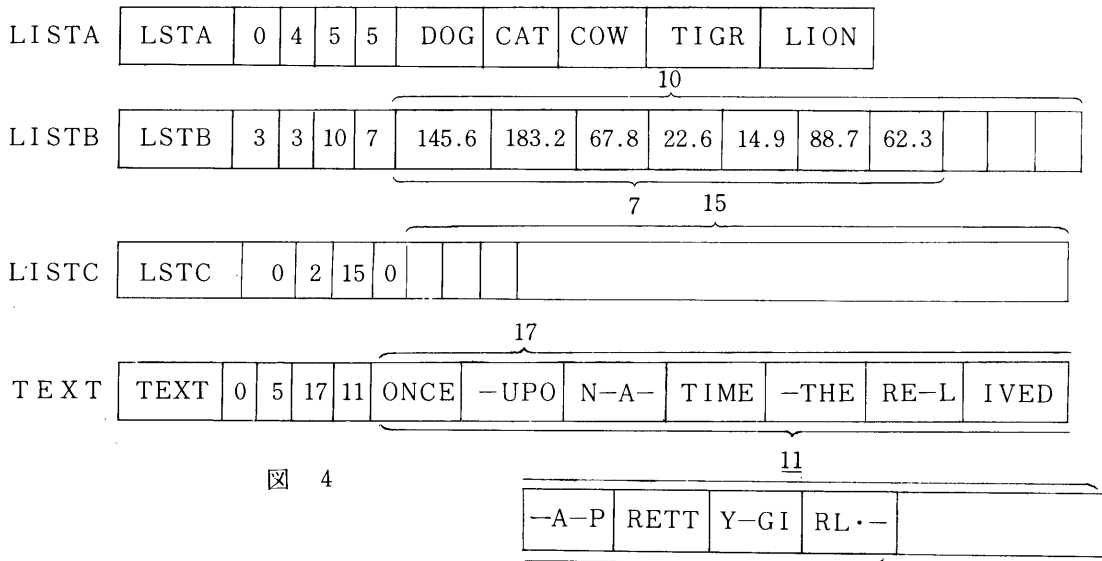 LISTA LSTA 0 4 5 5 DOG CAT COW TIGR LION
10
LISTB LSTB 3 3 10 7 145.6 183.2 67.8 22.6 14.9 88.7 62.3
7 15
LISTC LSTC 0 2 15 0
17
TEXT TEXT 0 5 17 11 ONCE -UPO N-A- TIME -THE RE-L IVED
11
図 4
-A-P RETT Y-GI RL・-